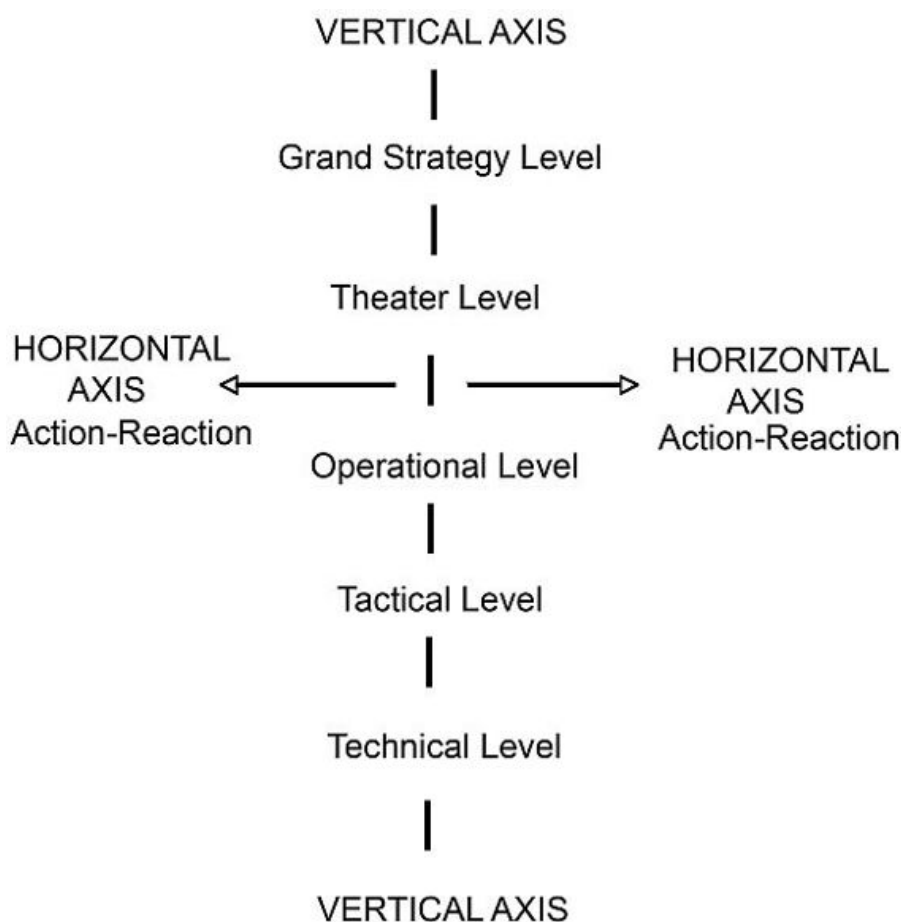 VERTICAL AXIS
Grand Strategy Level
Theater Level
HORIZONTAL
AXIS
Action-Reaction
HORIZONTAL
AXIS
Action-Reaction
Operational Level
Tactical Level
Technical Level
VERTICAL AXIS